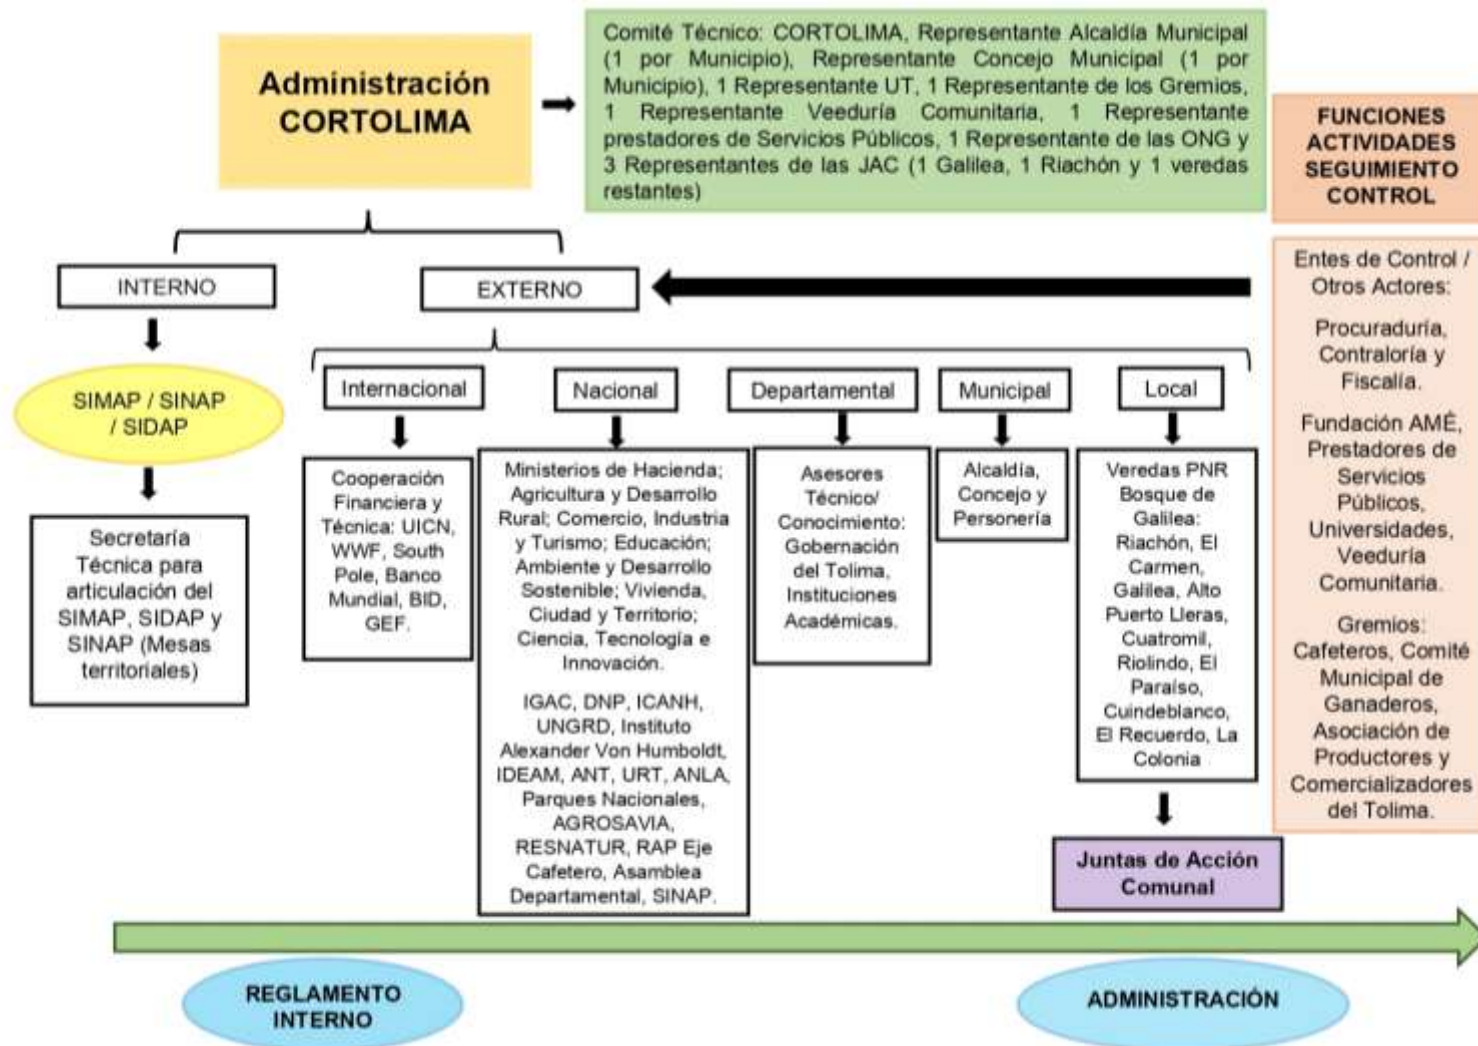 Administración
CORTOLIMA
Comité Técnico: CORTOLIMA, Representante Alcaldía Municipal
(1 por Municipio), Representante Concejo Municipal (1 por
Municipio), 1 Representante UT, 1 Representante de los Gremios,
1 Representante Veeduría Comunitaria, 1 Representante
prestadores de Servicios Públicos, 1 Representante de las ONG y
3 Representantes de las JAC (1 Galilea, 1 Riachón y 1 veredas
restantes)
FUNCIONES
ACTIVIDADES
SEGUIMIENTO
CONTROL
INTERNO
EXTERNO
SIMAP / SINAP
/ SIDAP
Secretaría
Técnica para
articulación del
SIMAP, SIDAP y
SINAP (Mesas
territoriales)
Internacional
Cooperación
Financiera y
Técnica: UICN,
WWF, South
Pole, Banco
Mundial, BID,
GEF.
Nacional
Ministerios de Hacienda;
Agricultura y Desarrollo
Rural; Comercio, Industria
y Turismo; Educación;
Ambiente y Desarrollo
Sostenible; Vivienda,
Ciudad y Territorio;
Ciencia, Tecnología e
Innovación.
IGAC, DNP, ICANH,
UNGRD, Instituto
Alexander Von Humboldt,
IDEAM, ANT, URT, ANLA,
Parques Nacionales,
AGROSAVIA,
RESNATUR, RAP Eje
Cafetero, Asamblea
Departamental, SINAP.
Departamental
Asesores
Técnico/
Conocimiento:
Gobernación
del Tolima,
Instituciones
Académicas.
Municipal
Alcaldía,
Concejo y
Personería
Local
Veredas PNR
Bosque de
Galilea:
Riachón, El
Carmen,
Galilea, Alto
Puerto Lleras,
Cuatromil,
Riolindo, El
Paraíso,
Cuindeblanco,
El Recuerdo, La
Colonia
Juntas de Acción
Comunal
Entes de Control /
Otros Actores:
Procuraduría,
Contraloría y
Fiscalía.
Fundación AMÉ,
Prestadores de
Servicios
Públicos,
Universidades,
Veeduría
Comunitaria.
Gremios:
Cafeteros, Comité
Municipal de
Ganaderos,
Asociación de
Productores y
Comercializadores
del Tolima.
REGLAMENTO
INTERNO
ADMINISTRACIÓN